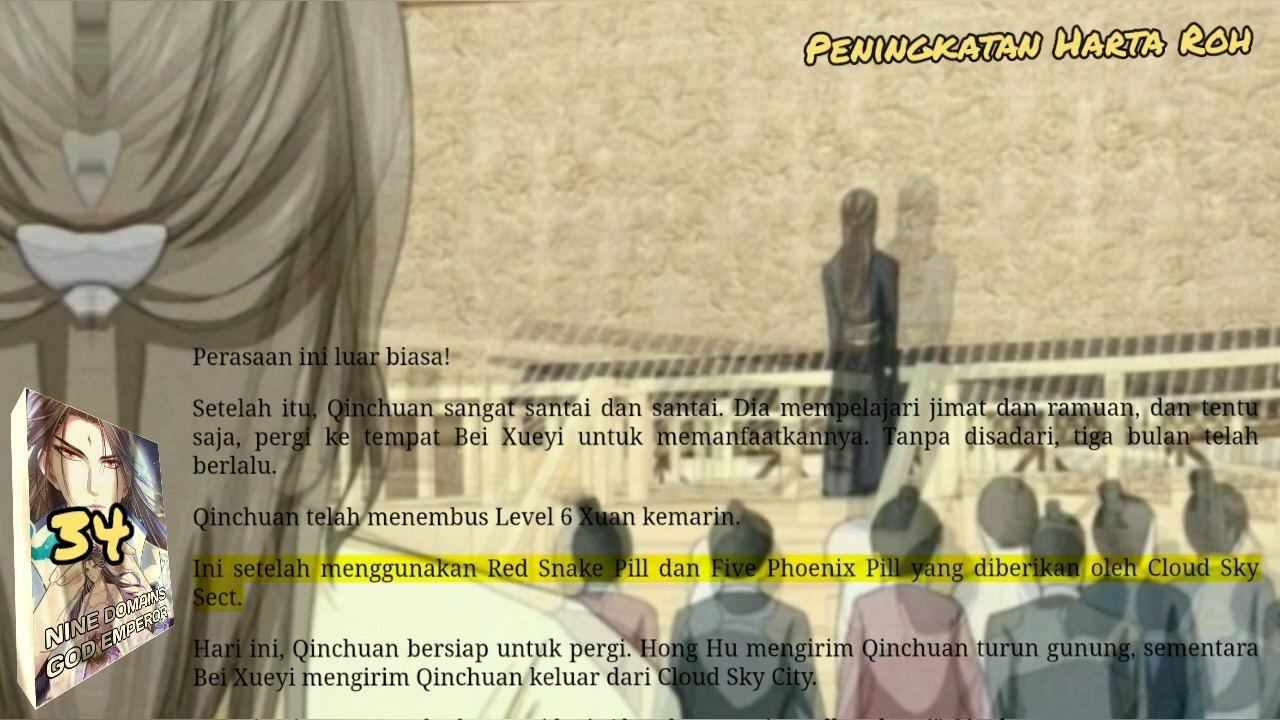 Peningkatan Harta Roh
Perasaan ini luar biasa!
Setelah itu, Qinchuan sangat santai dan santai. Dia mempelajari jimat dan ramuan, dan tentu
saja, pergi ke tempat Bei Xueyi untuk memanfaatkannya. Tanpa disadari, tiga bulan telah
berlalu.
Qinchuan telah menembus Level 6 Xuan kemarin.
Ini setelah menggunakan Red Snake Pill dan Five Phoenix Pill yang diberikan oleh Cloud Sky
Sect.
Hari ini, Qinchuan bersiap untuk pergi. Hong Hu mengirim Qinchuan turun gunung, sementara
Bei Xueyi mengirim Qinchuan keluar dari Cloud Sky City.
34
NINE DOMAINS
GOD EMPEROR